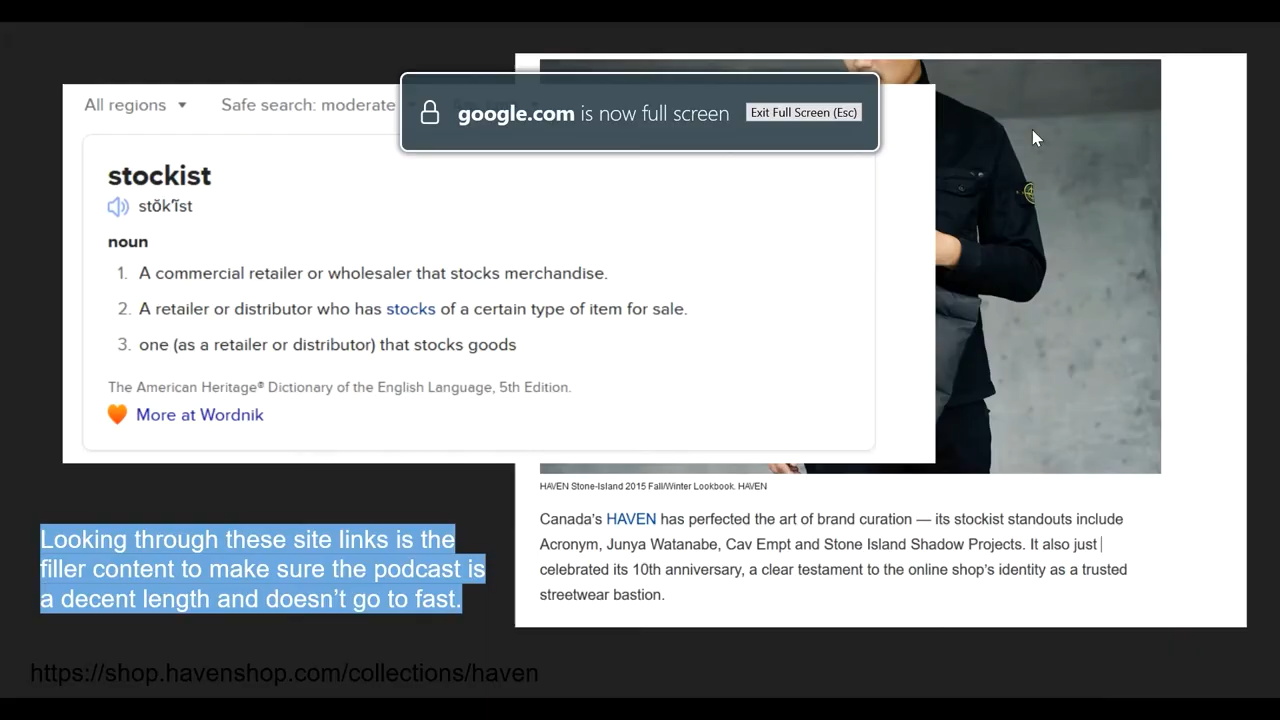 All regions
Safe search: moderate
google.com is now full screen
Exit Full Screen (Esc)
stockist
stŏk′ĭst
noun
1. A commercial retailer or wholesaler that stocks merchandise.
2. A retailer or distributor who has stocks of a certain type of item for sale.
3. one (as a retailer or distributor) that stocks goods
The American Heritage® Dictionary of the English Language, 5th Edition.
More at Wordnik
HAVEN Stone-Island 2015 Fall/Winter Lookbook. HAVEN
Canada's HAVEN has perfected the art of brand curation — its stockist standouts include
Acronym, Junya Watanabe, Cav Empt and Stone Island Shadow Projects. It also just
celebrated its 10th anniversary, a clear testament to the online shop's identity as a trusted
streetwear bastion.
Looking through these site links is the
filler content to make sure the podcast is
a decent length and doesn't go to fast.
https://shop.havenshop.com/collections/haven